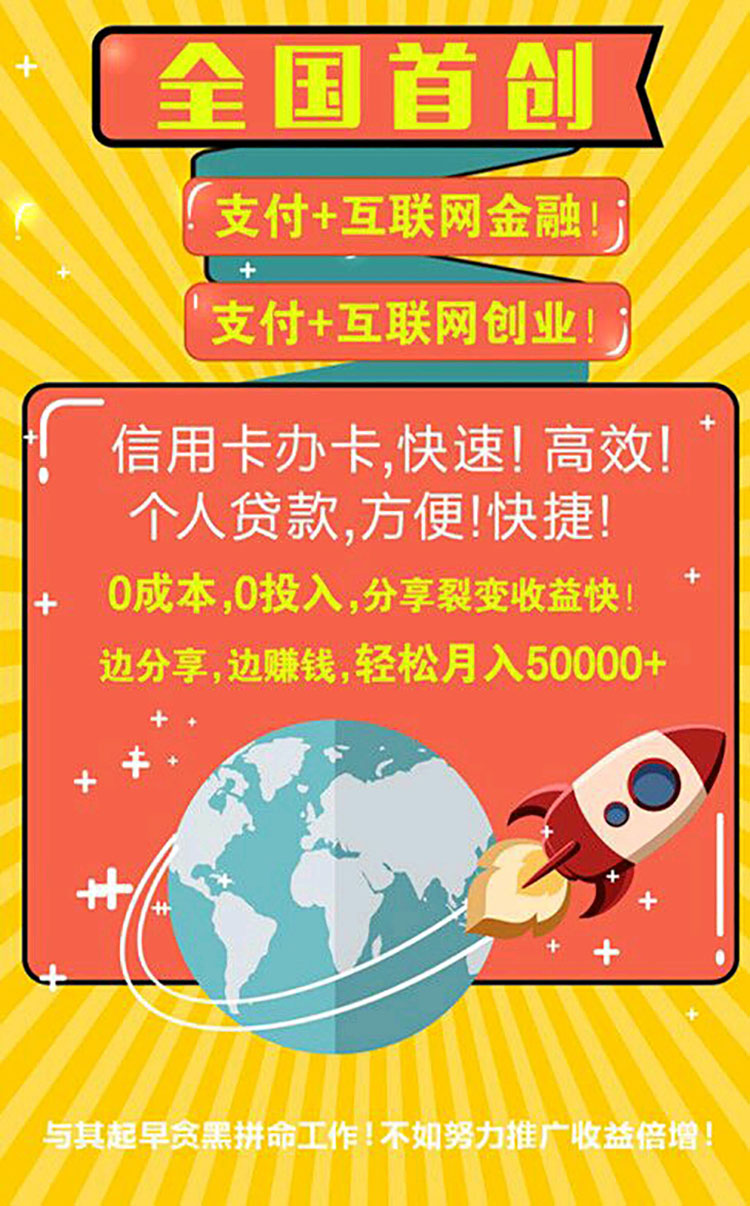 全国首创
支付+互联网金融!
支付+互联网创业!
信用卡办卡,快速!高效!
个人贷款,方便!快捷!
0成本,0投入,分享裂变收益快!
边分享,边赚钱,轻松月入50000+
与其起早贪黑拼命工作!不如努力推广收益倍增!